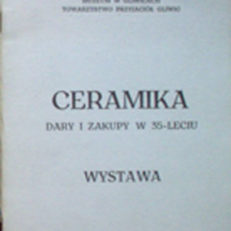 MUZEUM W GLIWICACH
TOWARZYSTWO PRZYJACIÓŁ GLIWIC
CERAMIKA
DARY I ZAKUPY W 35-LECIU
WYSTAWA